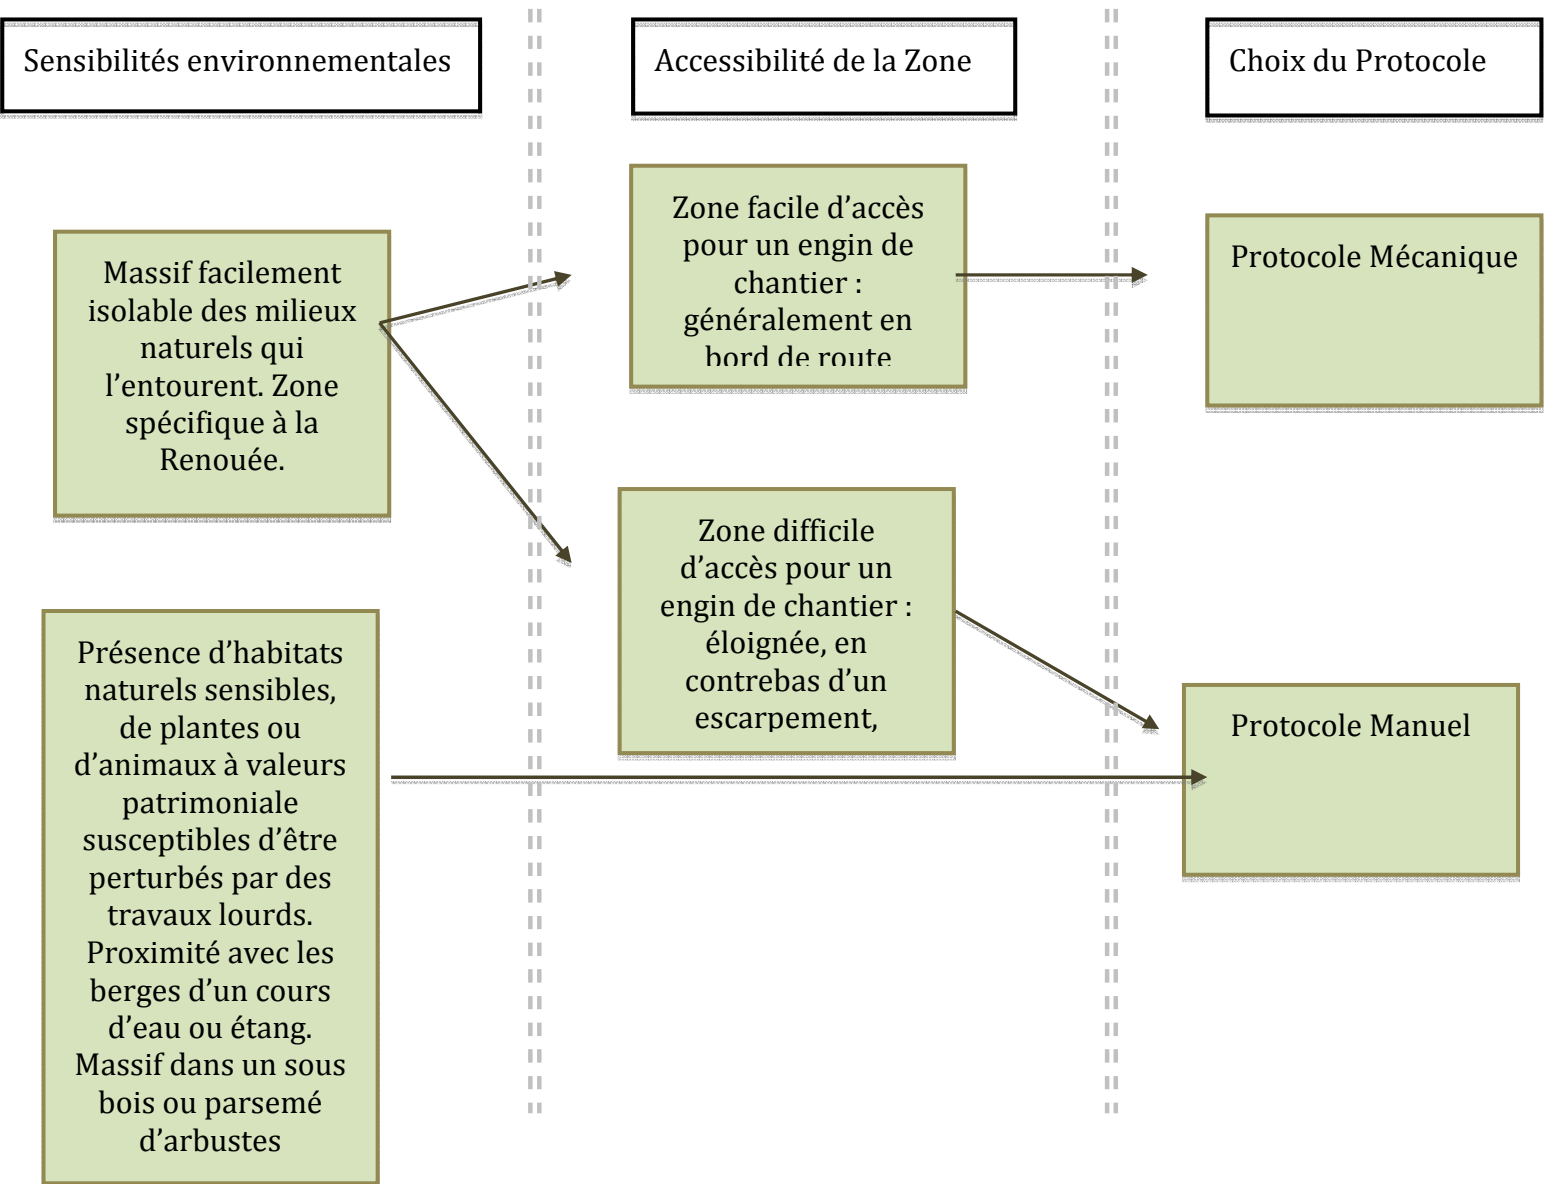 Sensibilités environnementales
Accessibilité de la Zone
Choix du Protocole
Massif facilement
isolable des milieux
naturels qui
l’entourent. Zone
spécifique à la
Renouée.
Présence d’habitats
naturels sensibles,
de plantes ou
d’animaux à valeurs
patrimoniale
susceptibles d’être
perturbés par des
travaux lourds.
Proximité avec les
berges d’un cours
d’eau ou étang.
Massif dans un sous
bois ou parsemé
d’arbustes
Zone facile d’accès
pour un engin de
chantier :
généralement en
bord de route
Zone difficile
d’accès pour un
engin de chantier :
éloignée, en
contrebas d’un
escarpement,
Protocole Mécanique
Protocole Manuel